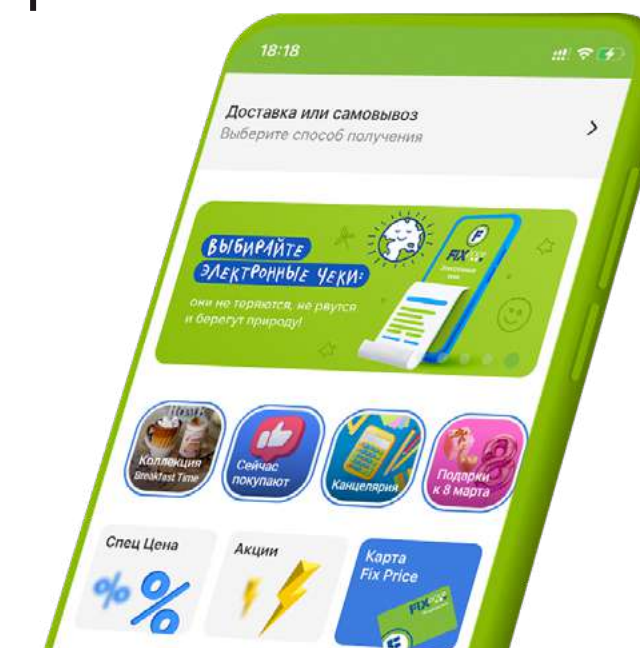 18:18
Доставка или самовывоз
Выберите способ получения
ВЫБИРАЙТЕ
ЭЛЕКТРОННЫЕ ЧЕКИ:
они не теряются, не рвутся
и берегут природу!
FIX
Коллекция
Breakfast Time
Сейчас
покупают
Канцелярия
Подарки
к 8 марта
Спец Цена
Акции
Карта
Fix Price
FIX